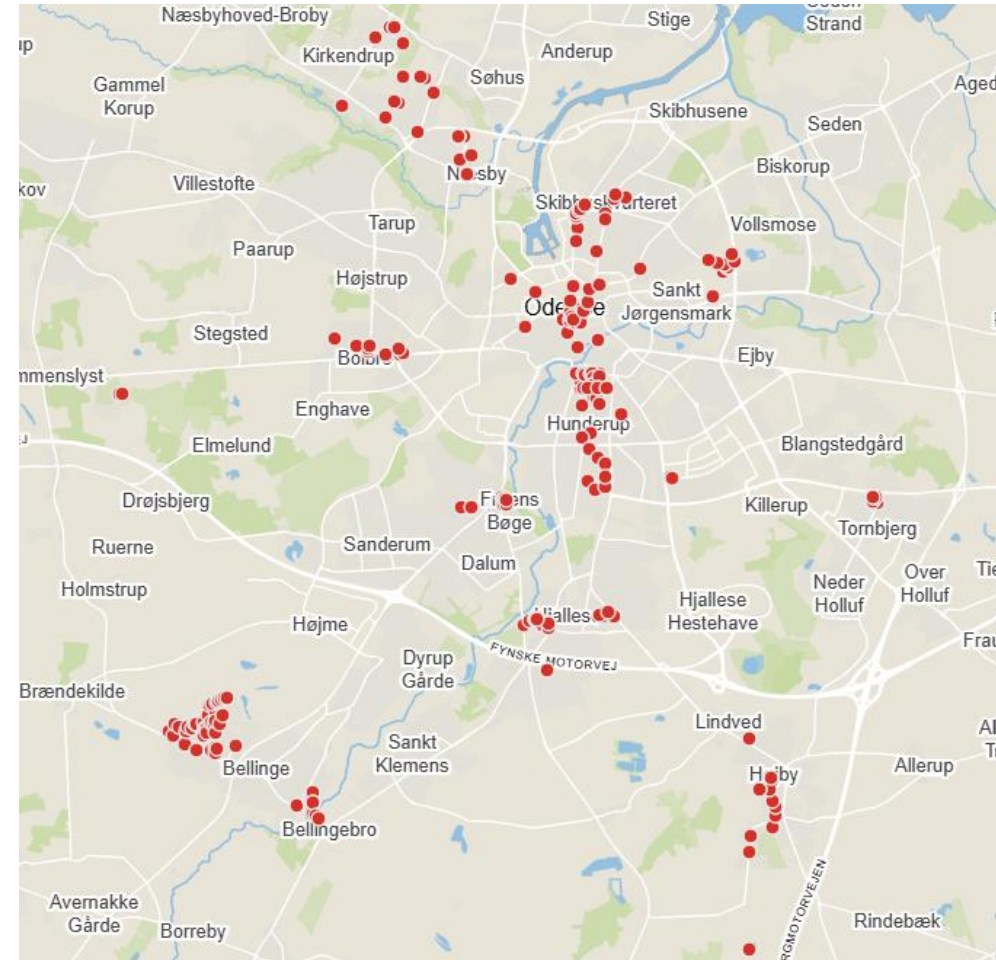 Næsbyhoved-Broby
Stige
Strand
Kirkendrup
Anderup
Søhus
Gammel
Korup
Skibhusene
Seden
Biskorup
Villestofte
Tarup
Vollsmose
Paarup
Højstrup
Sankt
Jørgensmark
Stegsted
Ejby
Enghave
Hunderup
Elmelund
Blangstedgård
Drøjsbjerg
Bøge
Killerup
Tornbjerg
Sanderum
Ruerne
Dalum
Holmstrup
Neder
Holluf
Over
Holluf
Hjallese
Hestehave
Højme
FYNSKE MOTORVEJ
Dyrup
Gårde
Brændekilde
Lindved
Sankt
Klemens
Bellinge
Allerup
Bellingebro
Avernakke
Gårde
Borreby
Rindebæk